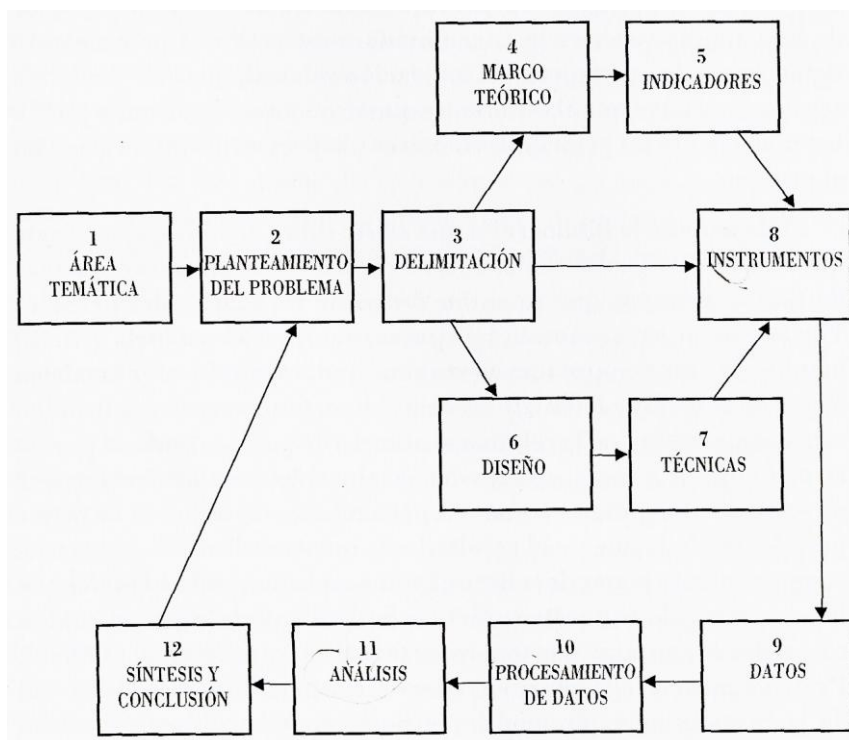 4
MARCO
TEÓRICO
5
INDICADORES
1
ÁREA
TEMÁTICA
2
PLANTEAMIENTO
DEL PROBLEMA
3
DELIMITACIÓN
8
INSTRUMENTOS
6
DISEÑO
7
TÉCNICAS
12
SÍNTESIS Y
CONCLUSIÓN
11
ANÁLISIS
10
PROCESAMIENTO
DE DATOS
9
DATOS